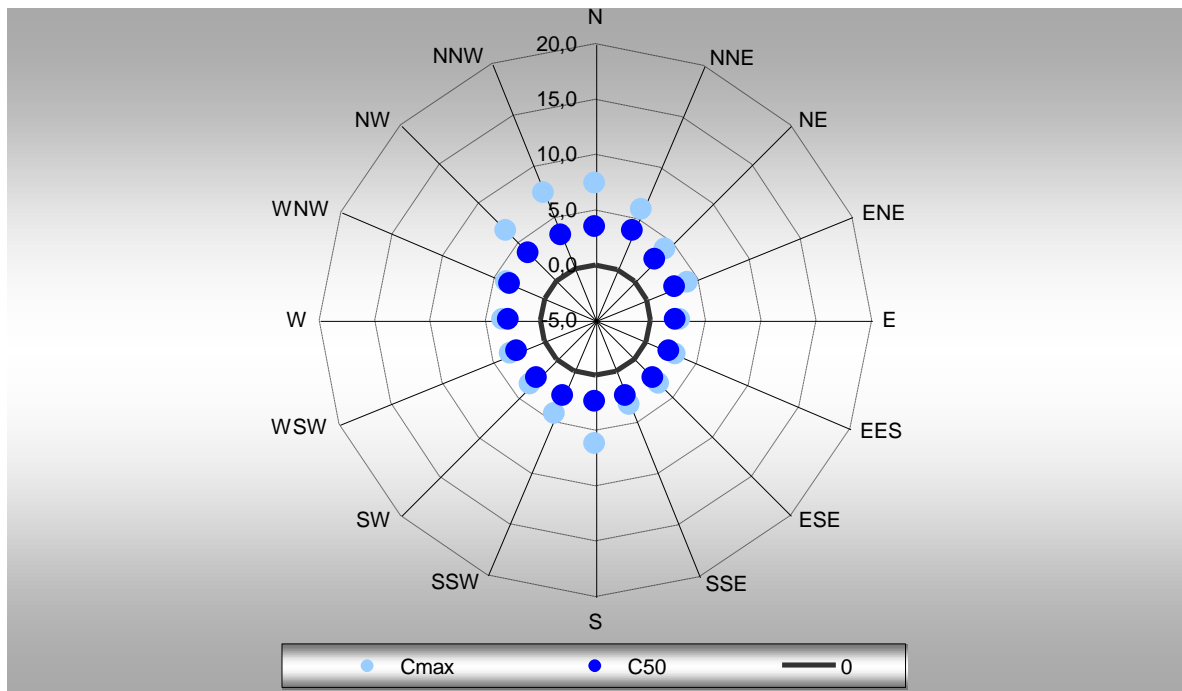 N
NNW
20,0
NNE
NW
15,0
NE
10,0
WNW
5,0
ENE
0,0
W
-5,0
E
WSW
EES
SW
ESE
SSW
SSE
S
Cmax C50 0